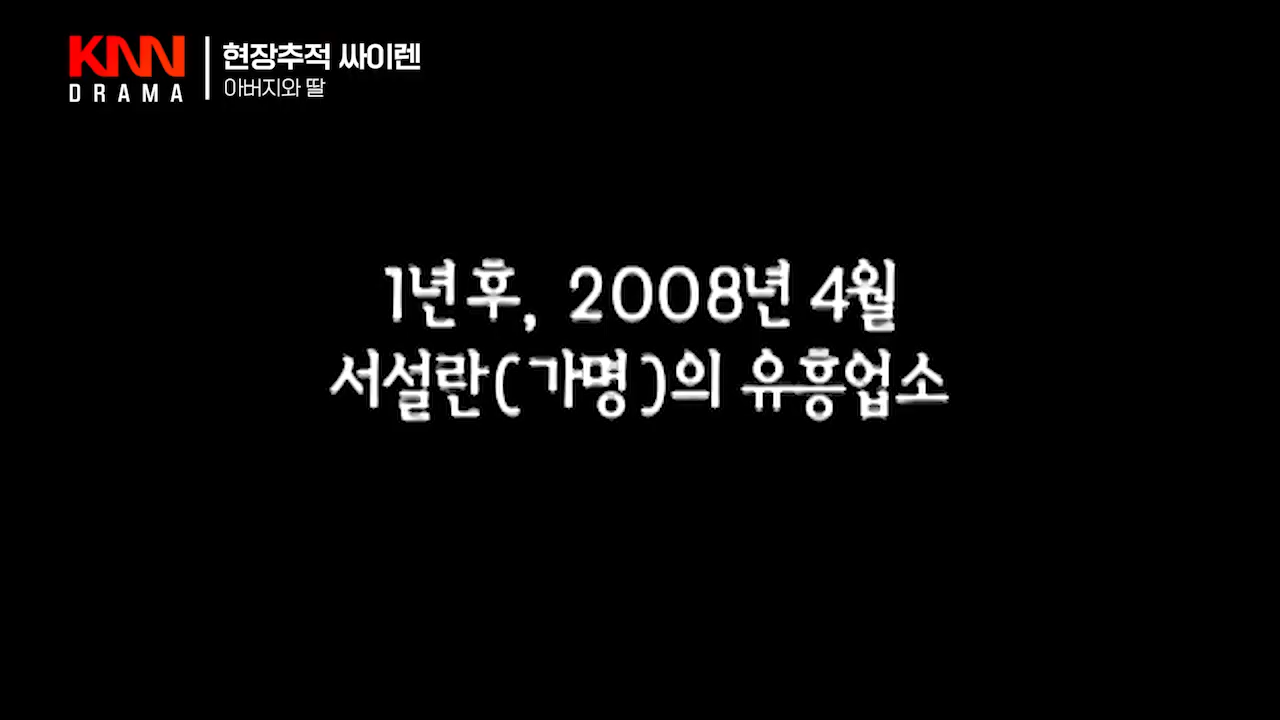 KNN
DRAMA
현장추적 싸이렌
아버지와 딸
1년 후, 2008년 4월
서설란(가명)의 유흥업소